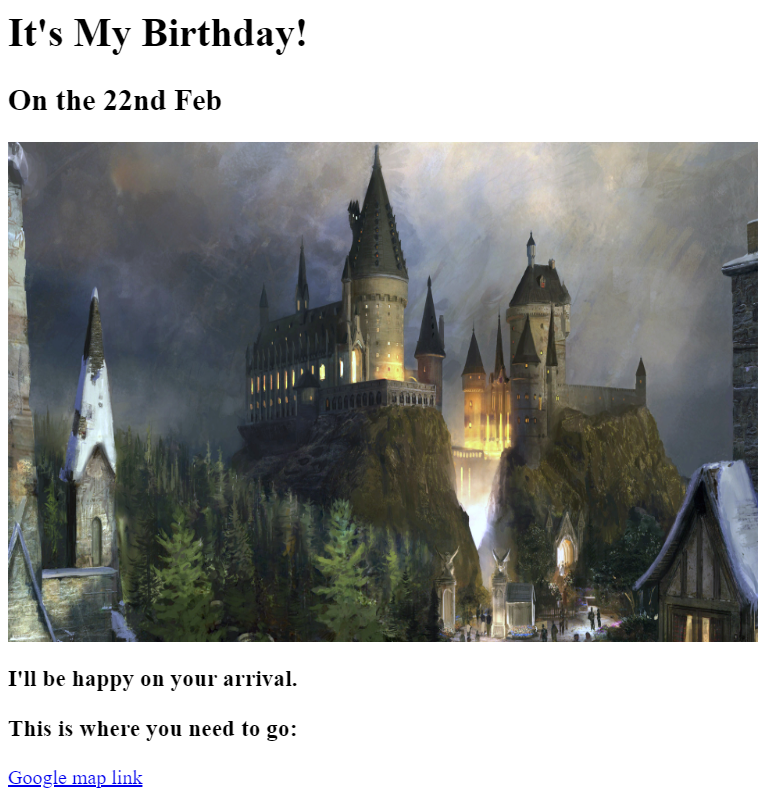 It's My Birthday!
On the 22nd Feb
I'll be happy on your arrival.
This is where you need to go:
Google map link